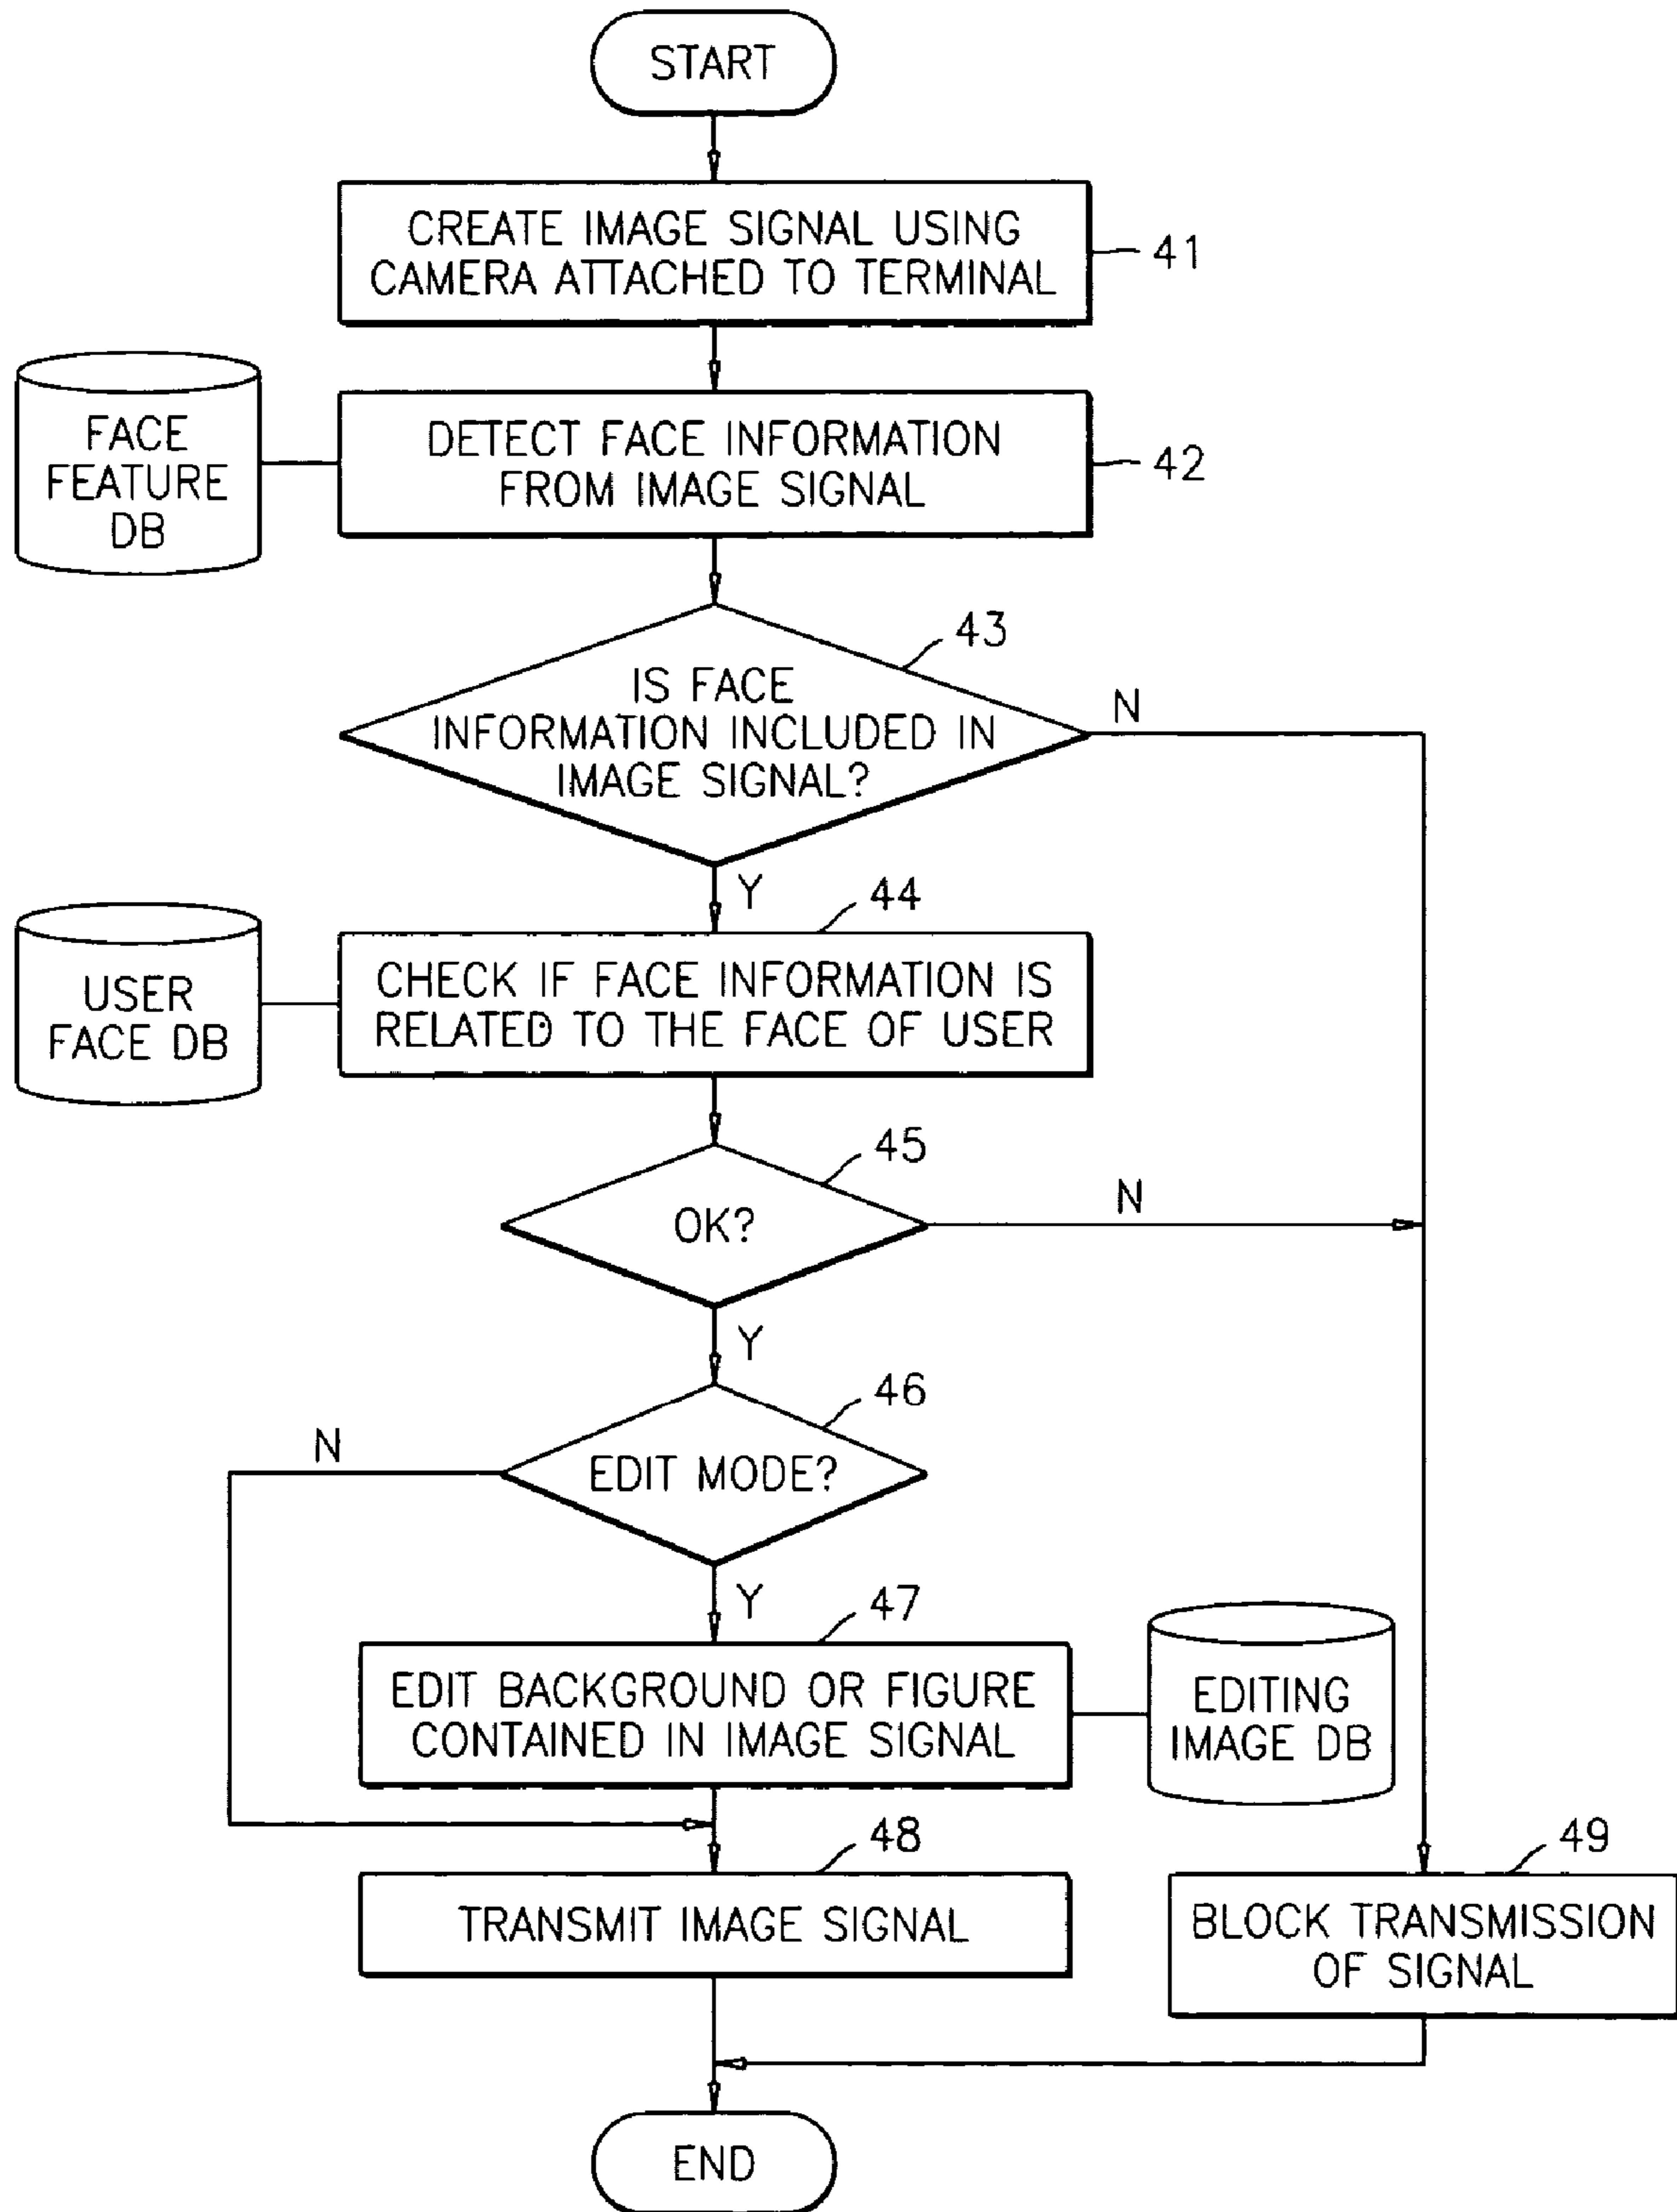 START
CREATE IMAGE SIGNAL USING
CAMERA ATTACHED TO TERMINAL
41
FACE
FEATURE
DB
DETECT FACE INFORMATION
FROM IMAGE SIGNAL
42
43
IS FACE
INFORMATION INCLUDED IN
IMAGE SIGNAL?
N
Y
44
USER
FACE DB
CHECK IF FACE INFORMATION IS
RELATED TO THE FACE OF USER
45
OK?
N
Y
46
EDIT MODE?
N
Y
47
EDIT BACKGROUND OR FIGURE
CONTAINED IN IMAGE SIGNAL
EDITING
IMAGE DB
48
TRANSMIT IMAGE SIGNAL
49
BLOCK TRANSMISSION
OF SIGNAL
END